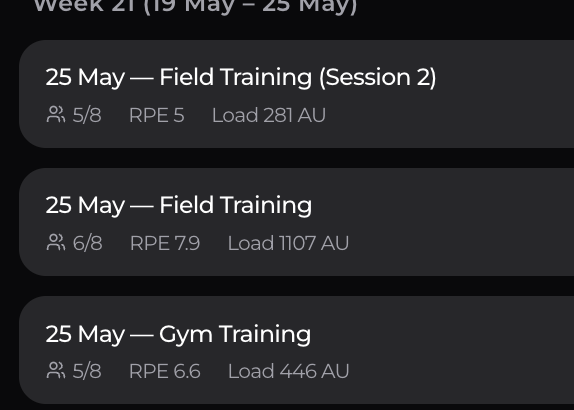 Week 21 (19 May – 25 May)
25 May — Field Training (Session 2)
5/8 RPE 5 Load 281 AU
25 May — Field Training
6/8 RPE 7.9 Load 1107 AU
25 May — Gym Training
5/8 RPE 6.6 Load 446 AU